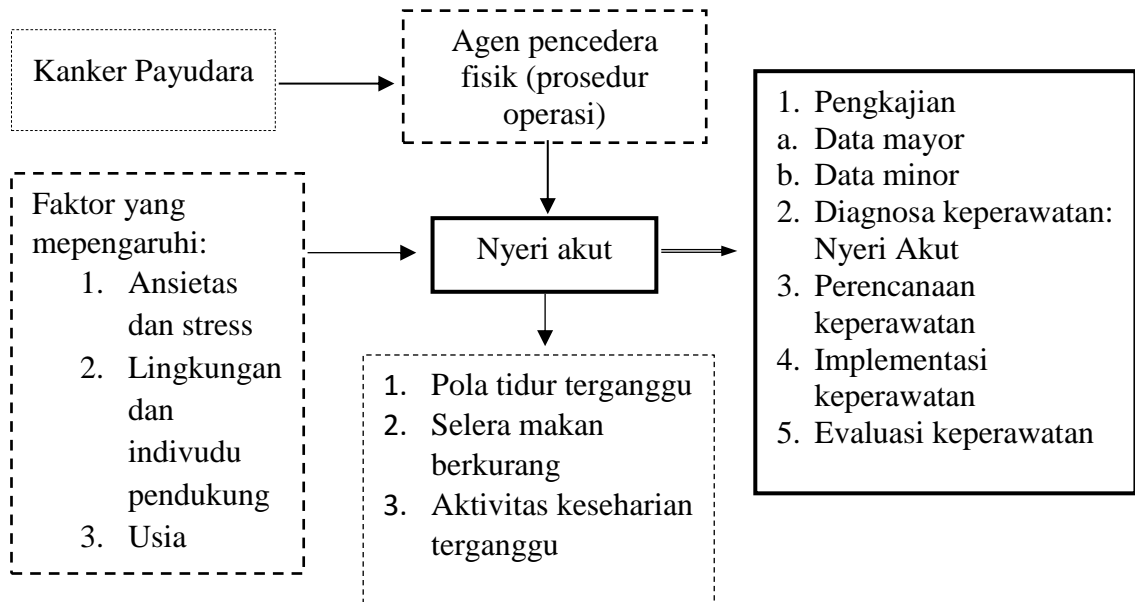 Kanker Payudara
Agen pencedera
fisik (prosedur
operasi)
Faktor yang
mepengaruhi:
1. Ansietas
dan stress
2. Lingkungan
dan
indivudu
pendukung
3. Usia
Nyeri akut
1. Pola tidur terganggu
2. Selera makan
berkurang
3. Aktivitas keseharian
terganggu
1. Pengkajian
a. Data mayor
b. Data minor
2. Diagnosa keperawatan:
Nyeri Akut
3. Perencanaan
keperawatan
4. Implementasi
keperawatan
5. Evaluasi keperawatan